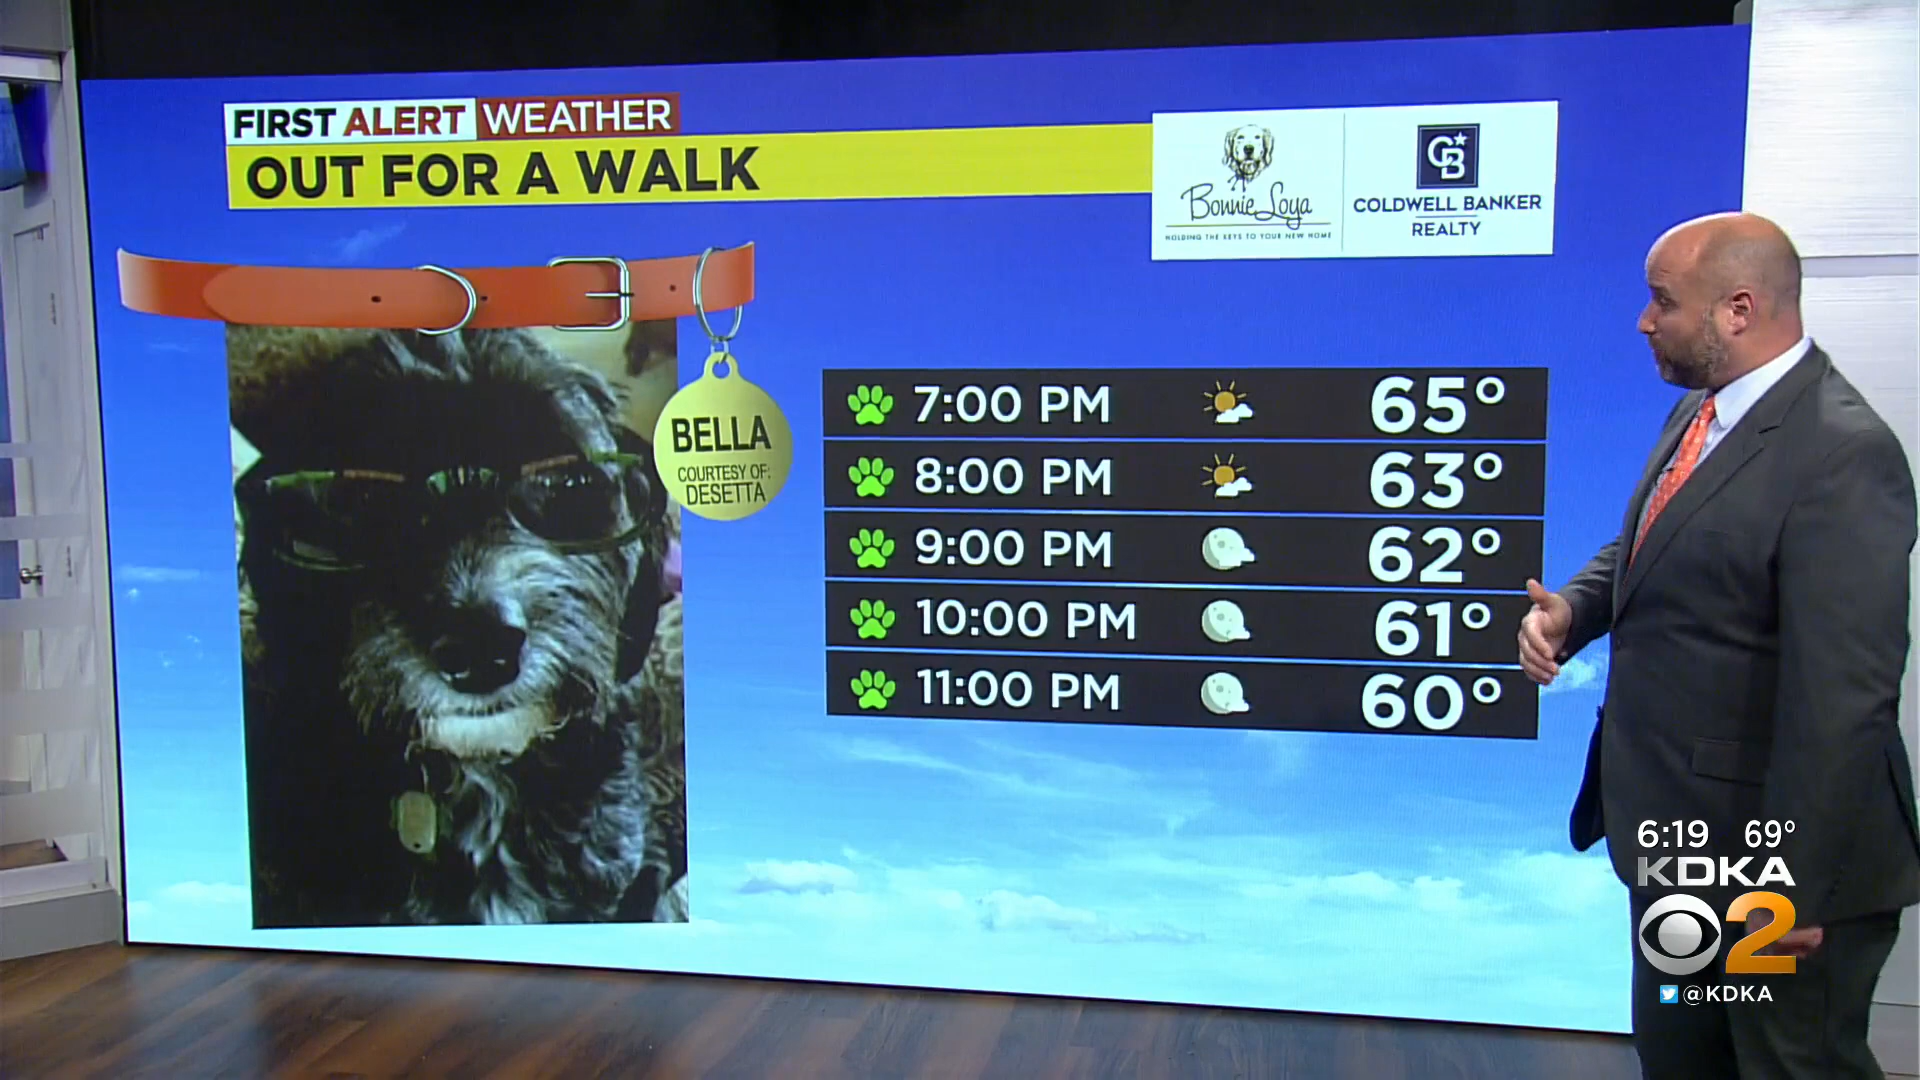 FIRST ALERT WEATHER
OUT FOR A WALK
Bonnie Loya
HOLDING THE KEYS TO YOUR NEW HOME
CB
COLDWELL BANKER
REALTY
BELLA
COURTESY OF:
DESETTA
7:00 PM 65°
8:00 PM 63°
9:00 PM 62°
10:00 PM 61°
11:00 PM 60°
6:19 69°
KDKA
2
@KDKA